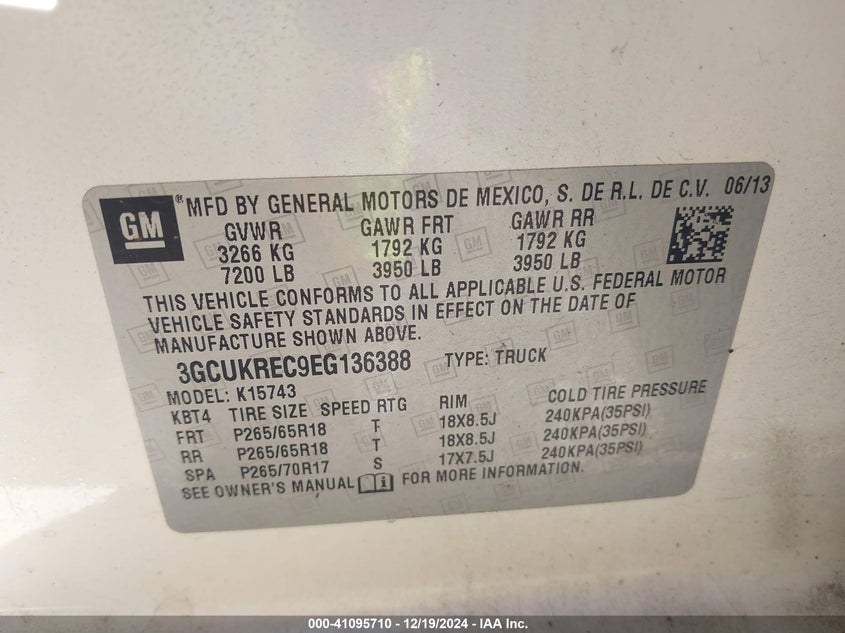 GM
® MFD BY GENERAL MOTORS DE MEXICO, S. DE R.L. DE C.V. 06/13
GVWR GAWR FRT GAWR RR
3266 KG 1792 KG 1792 KG
7200 LB 3950 LB 3950 LB
THIS VEHICLE CONFORMS TO ALL APPLICABLE U.S. FEDERAL MOTOR
VEHICLE SAFETY STANDARDS IN EFFECT ON THE DATE OF
MANUFACTURE SHOWN ABOVE.
3GCUKREC9EG136388 TYPE: TRUCK
MODEL: K15743
KBT4 TIRE SIZE SPEED RTG RIM COLD TIRE PRESSURE
FRT P265/65R18 T 18X8.5J 240KPA(35PSI)
RR P265/65R18 T 18X8.5J 240KPA(35PSI)
SPA P265/70R17 S 17X7.5J 240KPA(35PSI)
SEE OWNER'S MANUAL FOR MORE INFORMATION.
000-41095710 - 12/19/2024 - IAA Inc.